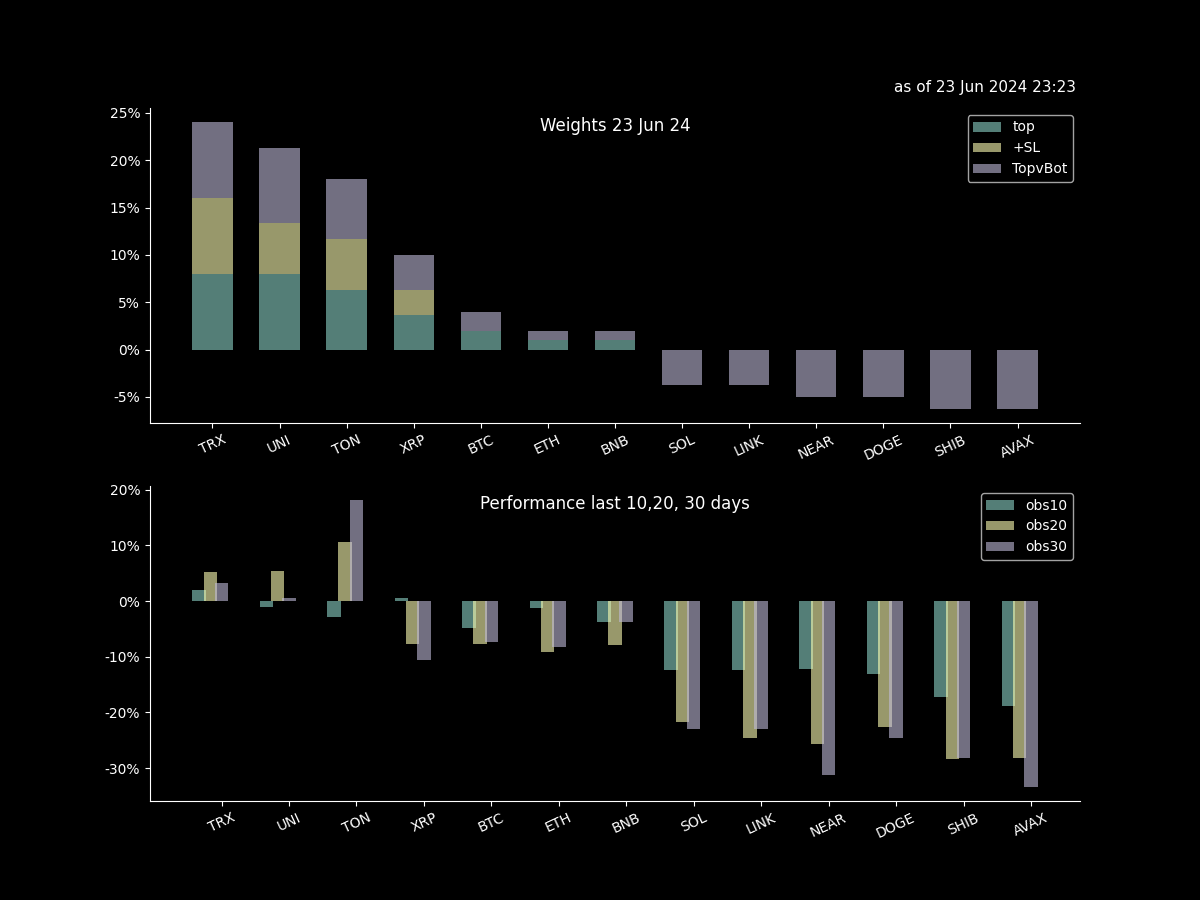 as of 23 Jun 2024 23:23
Weights 23 Jun 24
top
+SL
TopvBot
25%
20%
15%
10%
5%
0%
-5%
TRX UNI TON XRP BTC ETH BNB SOL LINK NEAR DOGE SHIB AVAX
Performance last 10,20, 30 days
obs10
obs20
obs30
20%
10%
0%
-10%
-20%
-30%
TRX UNI TON XRP BTC ETH BNB SOL LINK NEAR DOGE SHIB AVAX